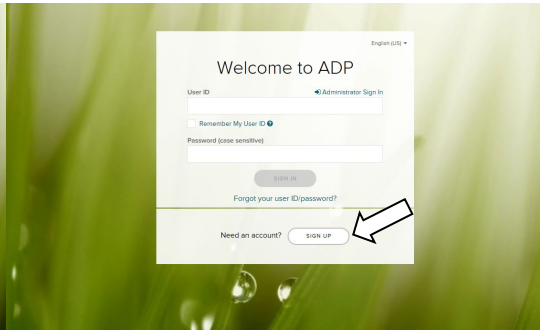 English (US)
Welcome to ADP
User ID
Administrator Sign In
Remember My User ID
Password (case sensitive)
SIGN IN
Forgot your user ID/password?
Need an account?
SIGN UP